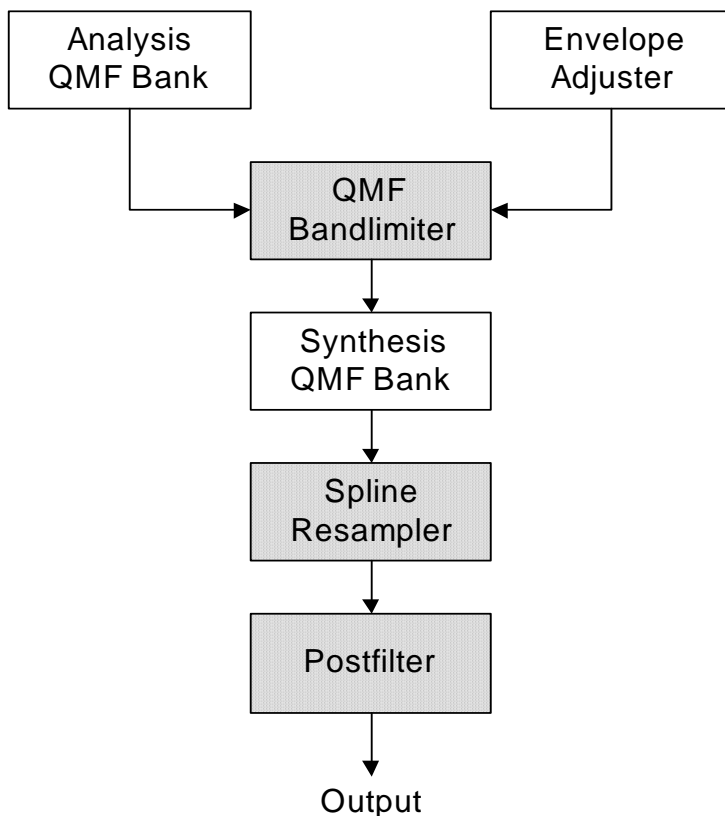 Analysis
QMF Bank
Envelope
Adjuster
QMF
Bandlimiter
Synthesis
QMF Bank
Spline
Resampler
Postfilter
Output